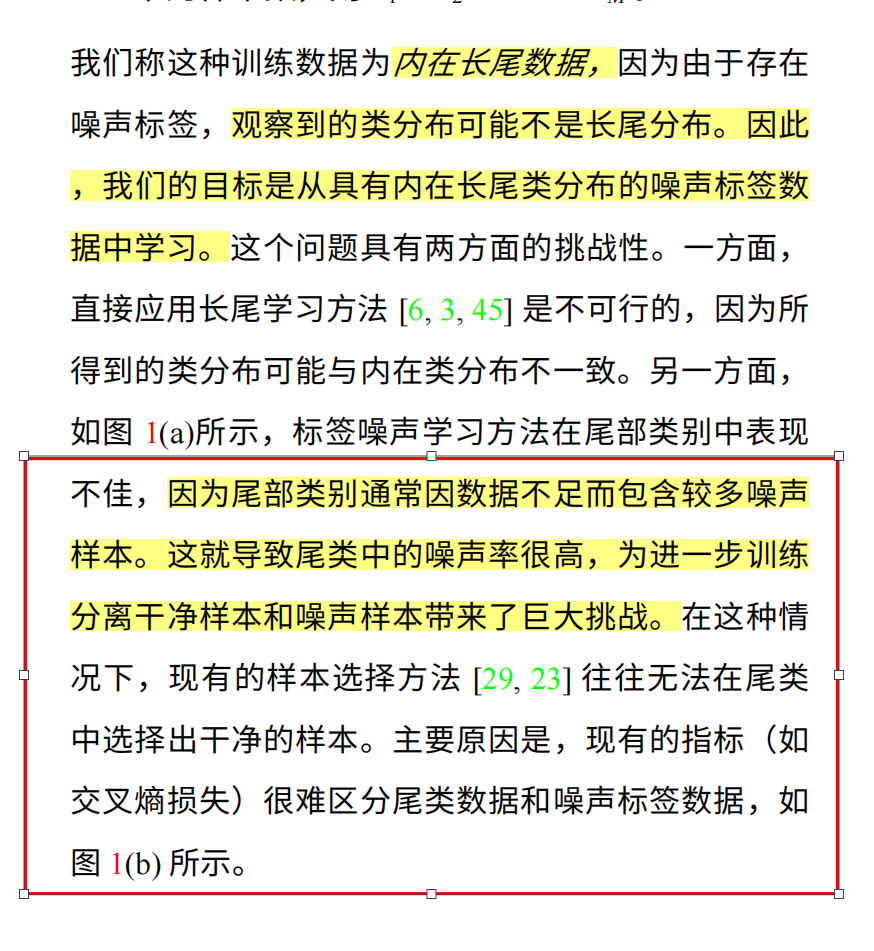 我们称这种训练数据为内在长尾数据，因为由于存在
噪声标签，观察到的类分布可能不是长尾分布。因此
，我们的目标是从具有内在长尾类分布的噪声标签数
据中学习。这个问题具有两方面的挑战性。一方面，
直接应用长尾学习方法 [6, 3, 45] 是不可行的，因为所
得到的类分布可能与内在类分布不一致。另一方面，
如图 1(a)所示，标签噪声学习方法在尾部类别中表现
不佳，因为尾部类别通常因数据不足而包含较多噪声
样本。这就导致尾类中的噪声率很高，为进一步训练
分离干净样本和噪声样本带来了巨大挑战。在这种情
况下，现有的样本选择方法 [29, 23] 往往无法在尾类
中选择出干净的样本。主要原因是，现有的指标（如
交叉熵损失）很难区分尾类数据和噪声标签数据，如
图 1(b) 所示。